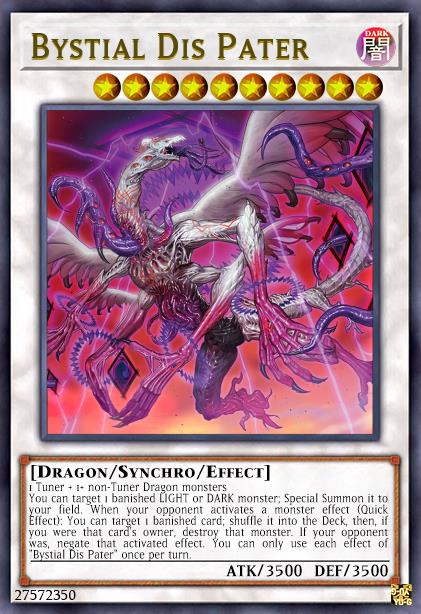 Bystial Dis Pater
DARK
闇
[Dragon/Synchro/Effect]
1 Tuner + 1+ non-Tuner Dragon monsters
You can target 1 banished LIGHT or DARK monster; Special Summon it to
your field. When your opponent activates a monster effect (Quick
Effect): You can target 1 banished card; shuffle it into the Deck, then, if
you were that card's owner, destroy that monster. If your opponent
was, negate that activated effect. You can only use each effect of
"Bystial Dis Pater" once per turn.
ATK/3500 DEF/3500
27572350